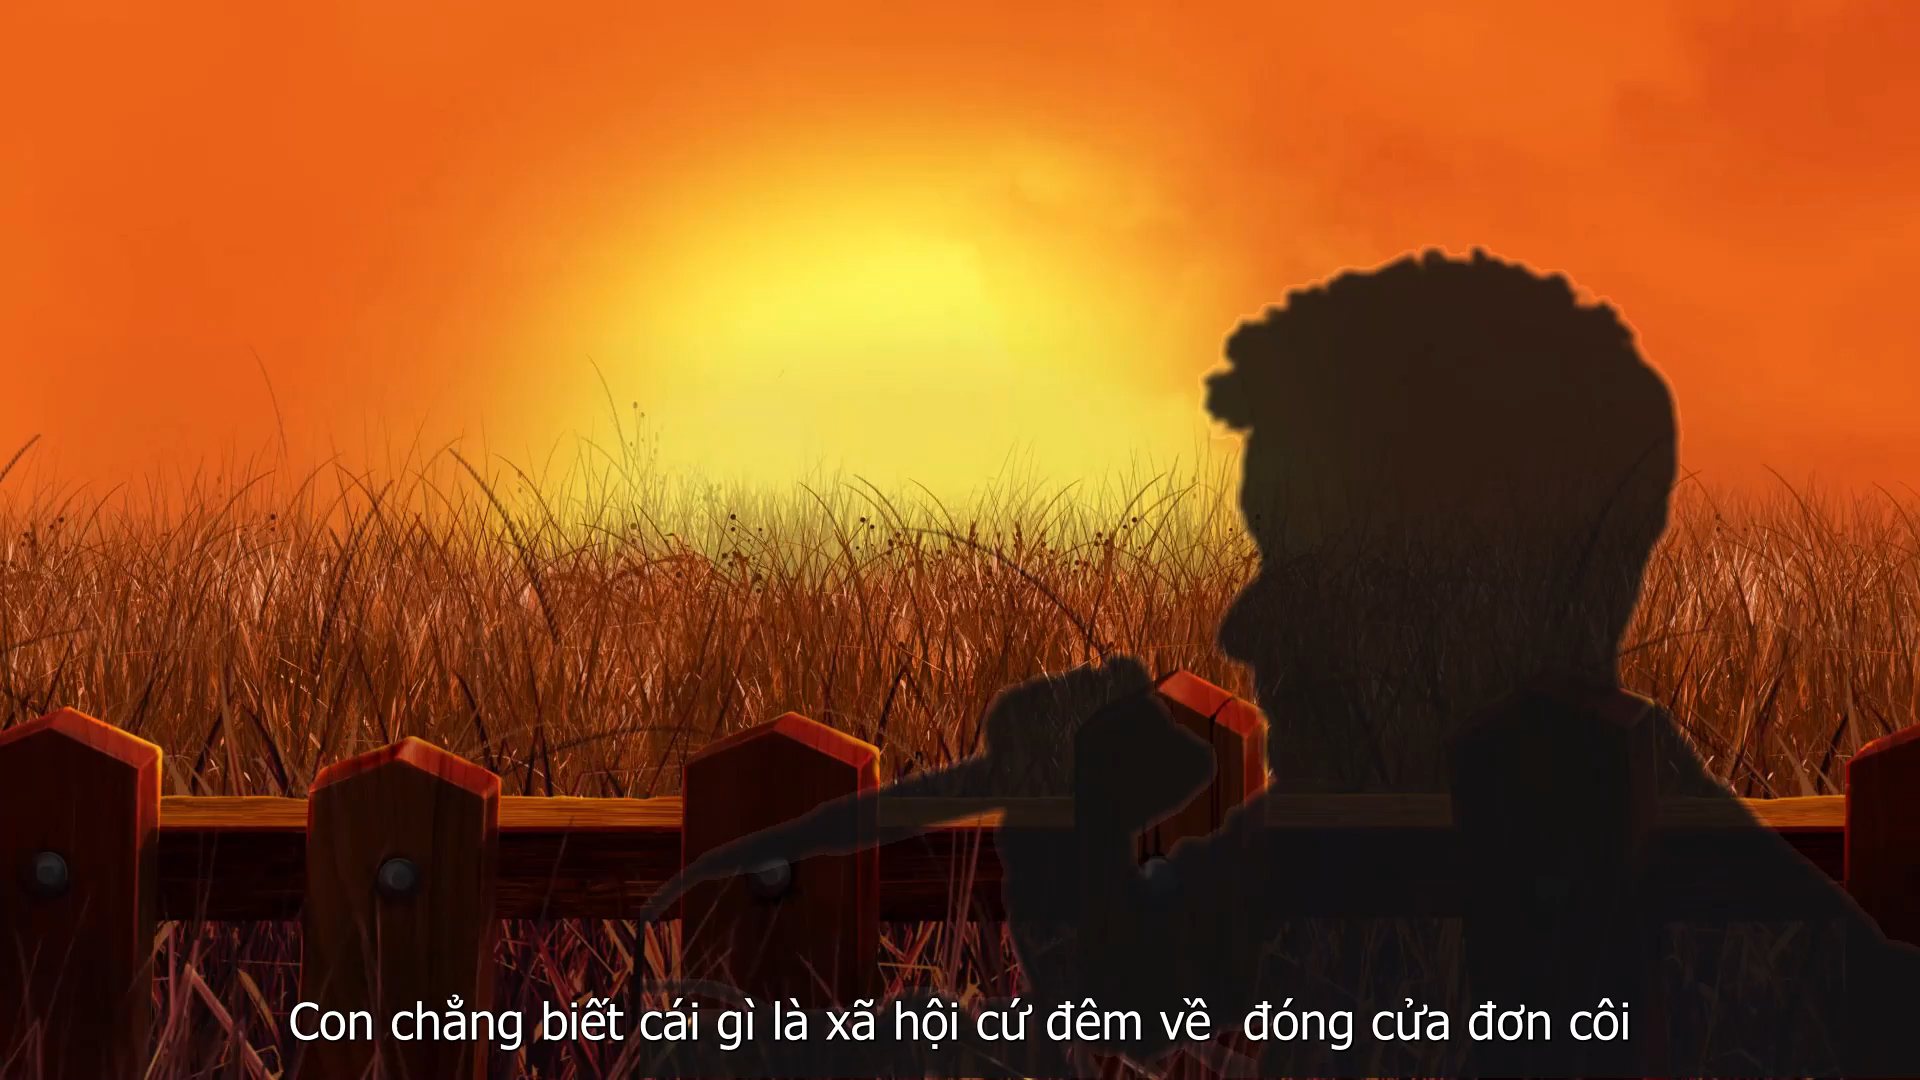 Con chẳng biết cái gì là xã hội cứ đêm về đóng cửa đơn côi